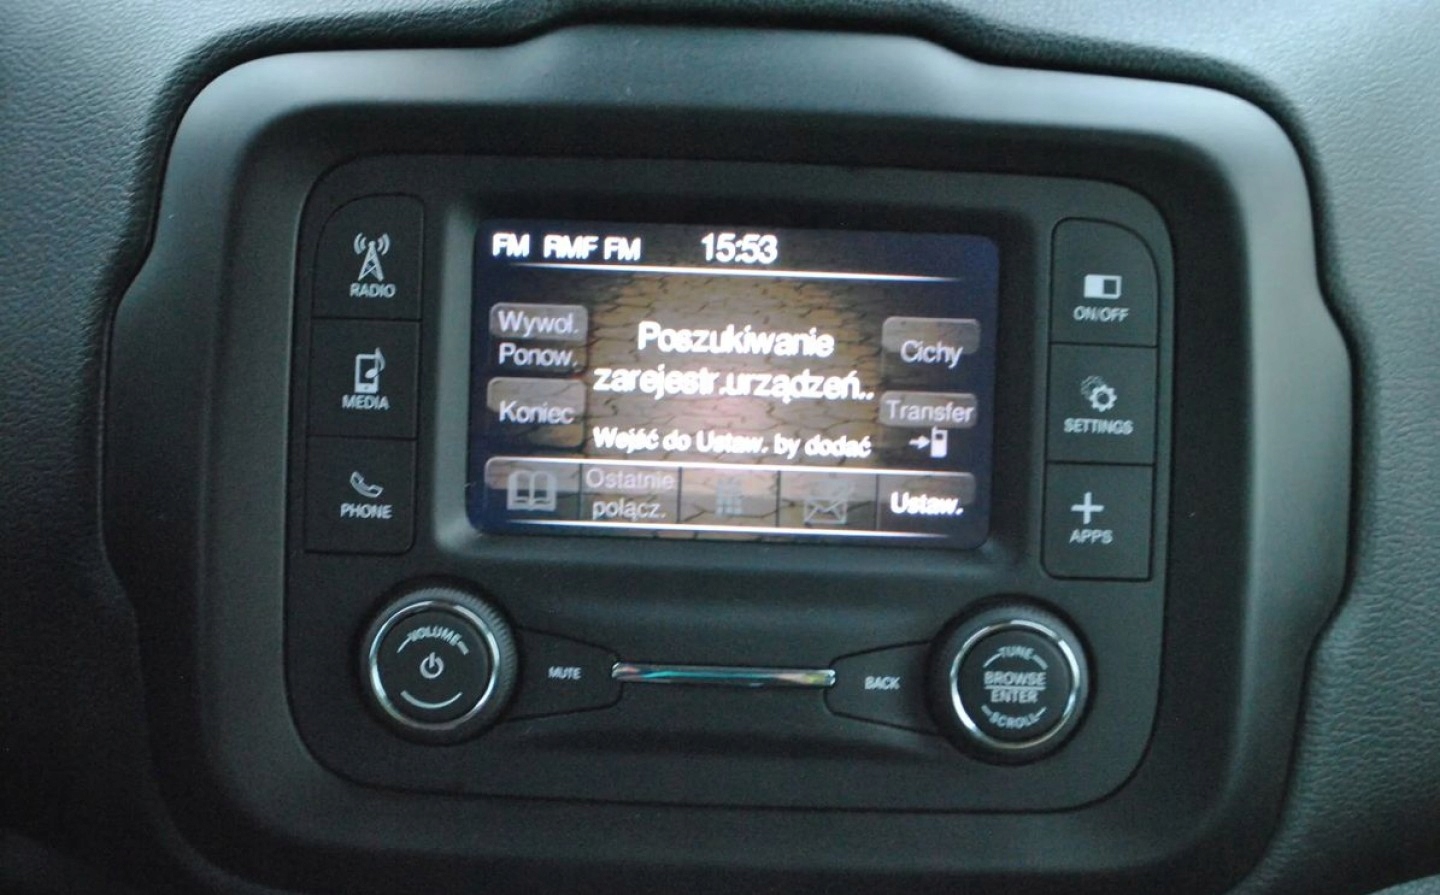 FM RMF FM 15:53
RADIO
MEDIA
PHONE
Wywoł.
Ponow.
Koniec
Poszukiwanie
zarejestr.urządzeń..
Wejść do Ustaw. by dodać
Cichy
Transfer
Ostatnie
połącz.
Ustaw.
ON/OFF
SETTINGS
APPS
VOLUME
MUTE
BACK
TUNE
BROWSE
ENTER
SCROLL